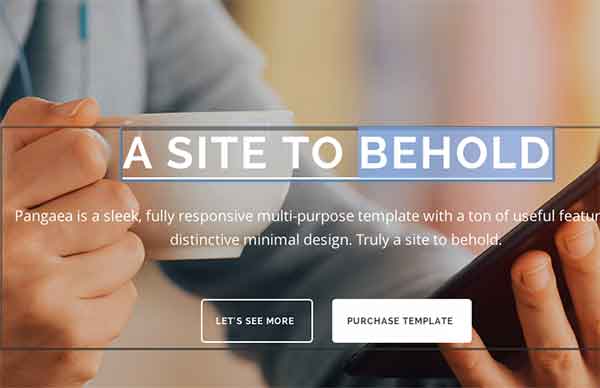 A SITE TO BEHOLD
Pangaea is a sleek, fully responsive multi-purpose template with a ton of useful
distinctive minimal design. Truly a site to behold.
LET'S SEE MORE
PURCHASE TEMPLATE